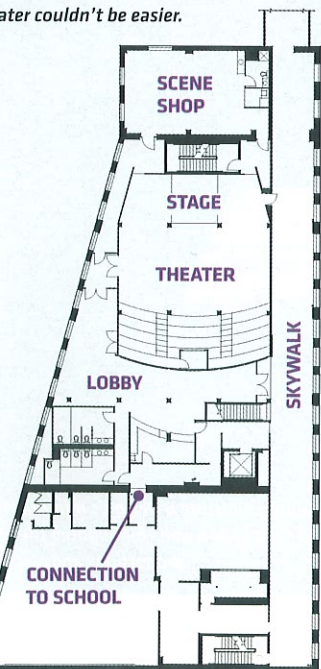 ater couldn't be easier.
SCENE
SHOP
STAGE
THEATER
LOBBY
SKYWALK
CONNECTION
TO SCHOOL